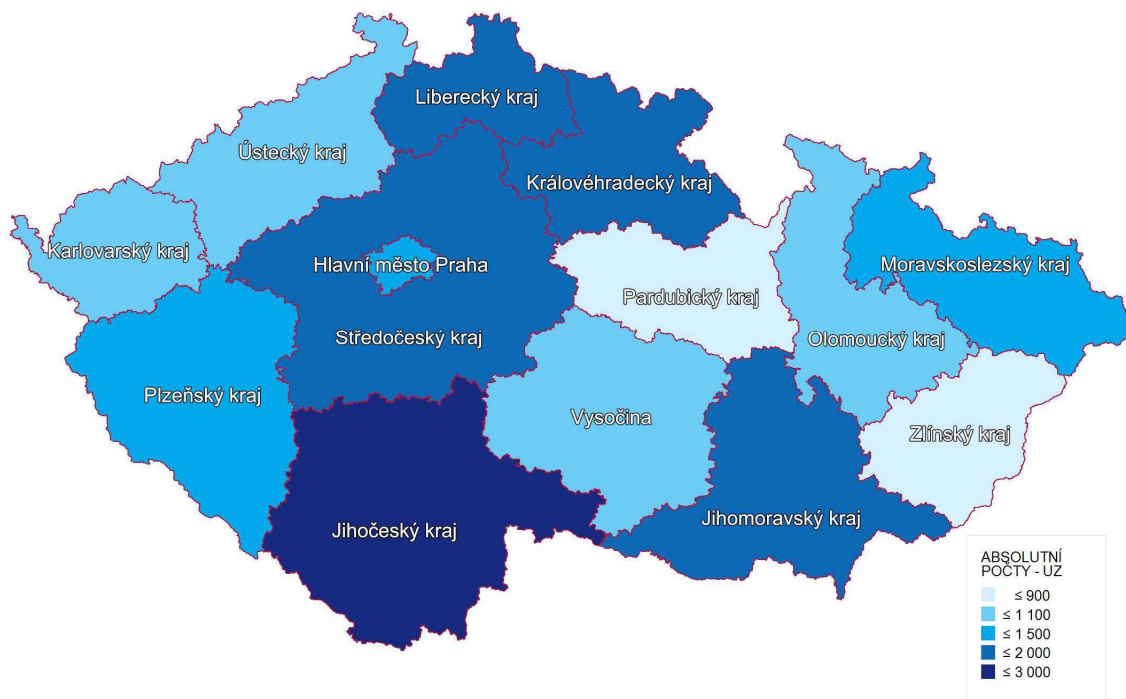 Liberecký kraj
Ústecký kraj
Královéhradecký kraj
Karlovarský kraj
Hlavní město Praha
Moravskoslezský kraj
Pardubický kraj
Středočeský kraj
Olomoucký kraj
Plzeňský kraj
Vysočina
Zlínský kraj
Jihomoravský kraj
Jihočeský kraj
ABSOLUTNÍ
POČTY - UZ
≤ 900
≤ 1 100
≤ 1 500
≤ 2 000
≤ 3 000